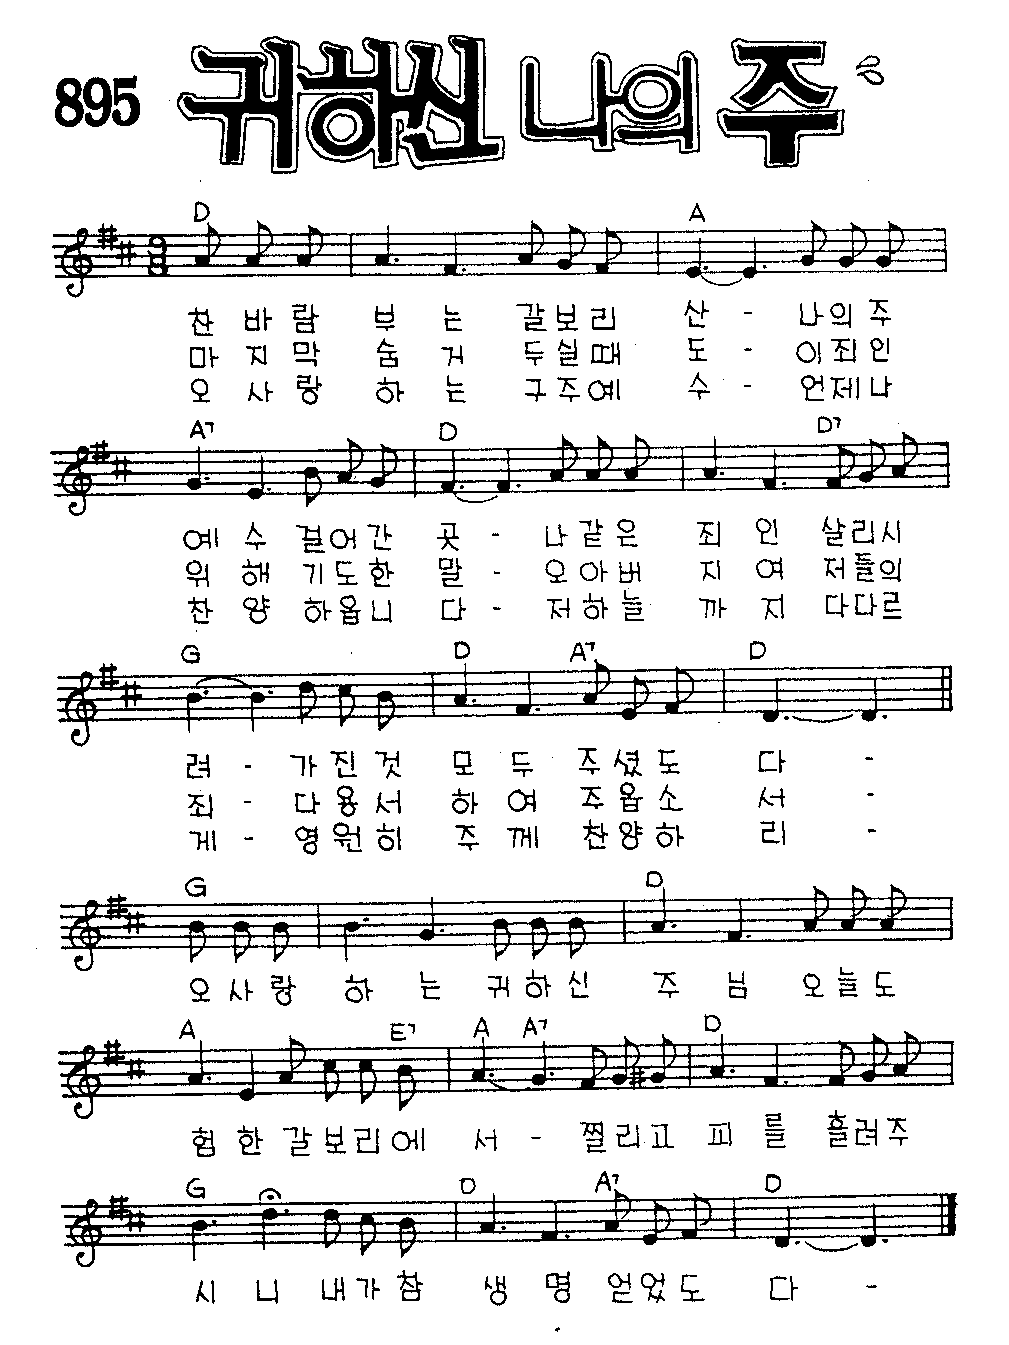 895 귀하신 나의 주
D A
찬 바 람 부 는 갈 보 리 산 - 나 의 주
마 지 막 숨 거 두 실 때 도 - 이 죄 인
오 사 랑 하 는 구 주 예 수 - 언 제 나
A7 D D7
예 수 걸 어 간 곳 - 나 같 은 죄 인 살 리 시
위 해 기 도 한 말 - 오 아 버 지 여 저 들 의
찬 양 하 옵 니 다 - 저 하 늘 까 지 다 다 르
G D A7 D
려 - 가 진 것 모 두 주 셨 도 다 -
죄 - 다 용 서 하 여 주 옵 소 서 -
게 - 영 원 히 주 께 찬 양 하 리 -
G D
오 사 랑 하 는 귀 하 신 주 님 오 늘 도
A E7 A A7 D
험 한 갈 보 리 에 서 - 찔 리 고 피 를 흘 려 주
G D A7 D
시 니 내 가 참 생 명 얻 었 도 다 -